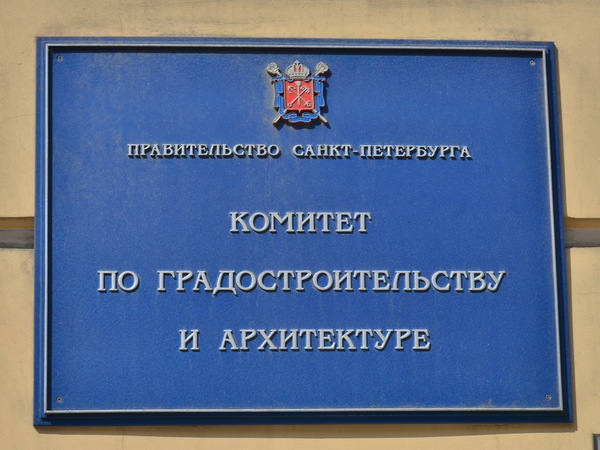 ПРАВИТЕЛЬСТВО САНКТ-ПЕТЕРБУРГА
КОМИТЕТ
ПО ГРАДОСТРОИТЕЛЬСТВУ
И АРХИТЕКТУРЕ